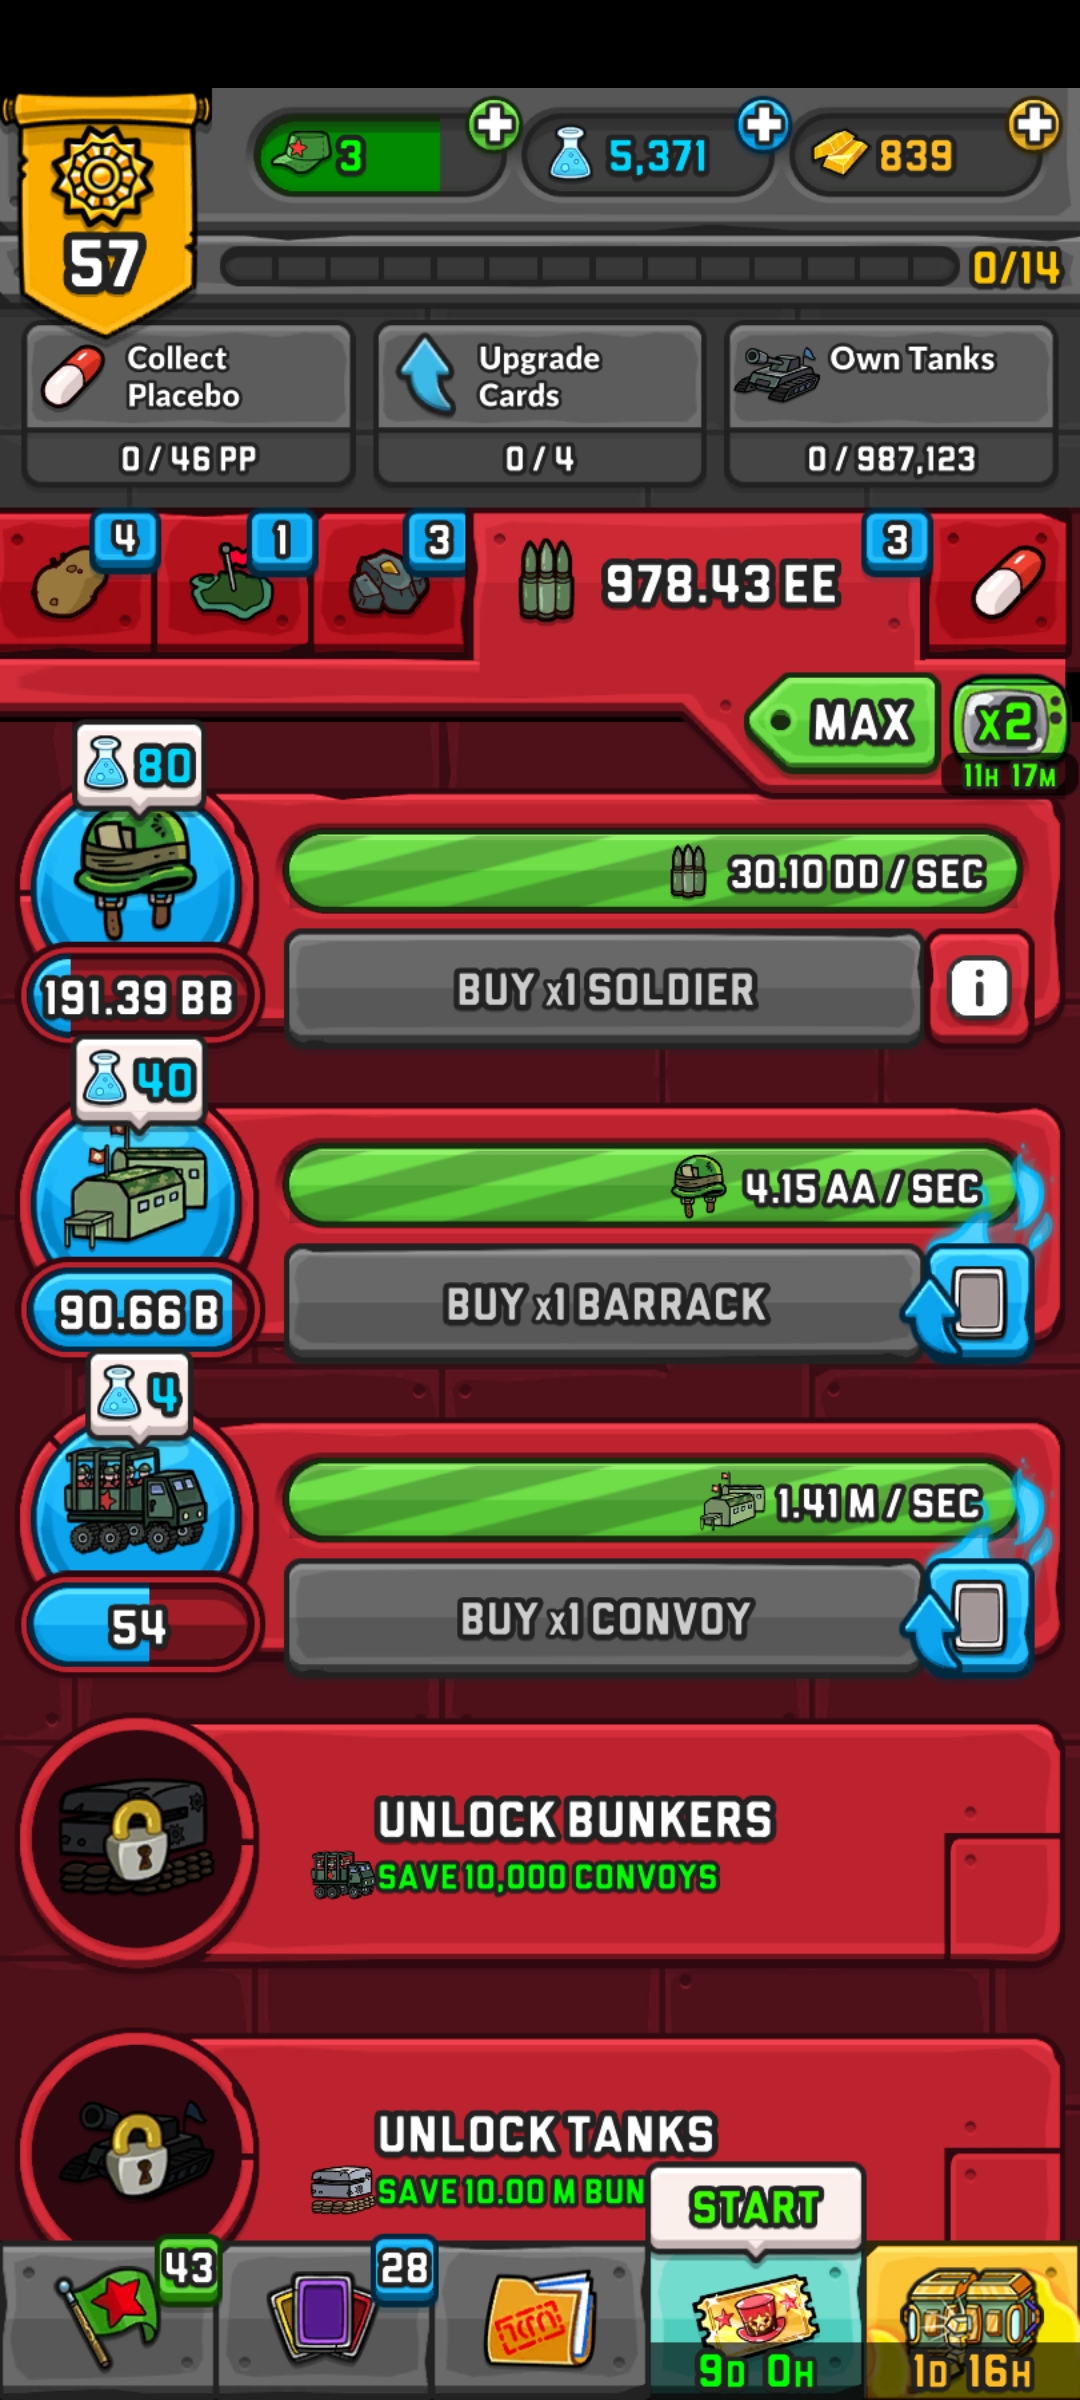 57
3
5,371
839
0/14
Collect
Placebo
0 / 46 PP
Upgrade
Cards
0 / 4
Own Tanks
0 / 987,123
4
1
3
978.43 EE
3
MAX
x2
11H 17M
80
30.10 DD / SEC
191.39 BB
BUY x1 SOLDIER
i
40
4.15 AA / SEC
90.66 B
BUY x1 BARRACK
4
1.41 M / SEC
54
BUY x1 CONVOY
UNLOCK BUNKERS
SAVE 10,000 CONVOYS
UNLOCK TANKS
SAVE 10.00 M BUN
START
43
28
9D 0H
1D 16H